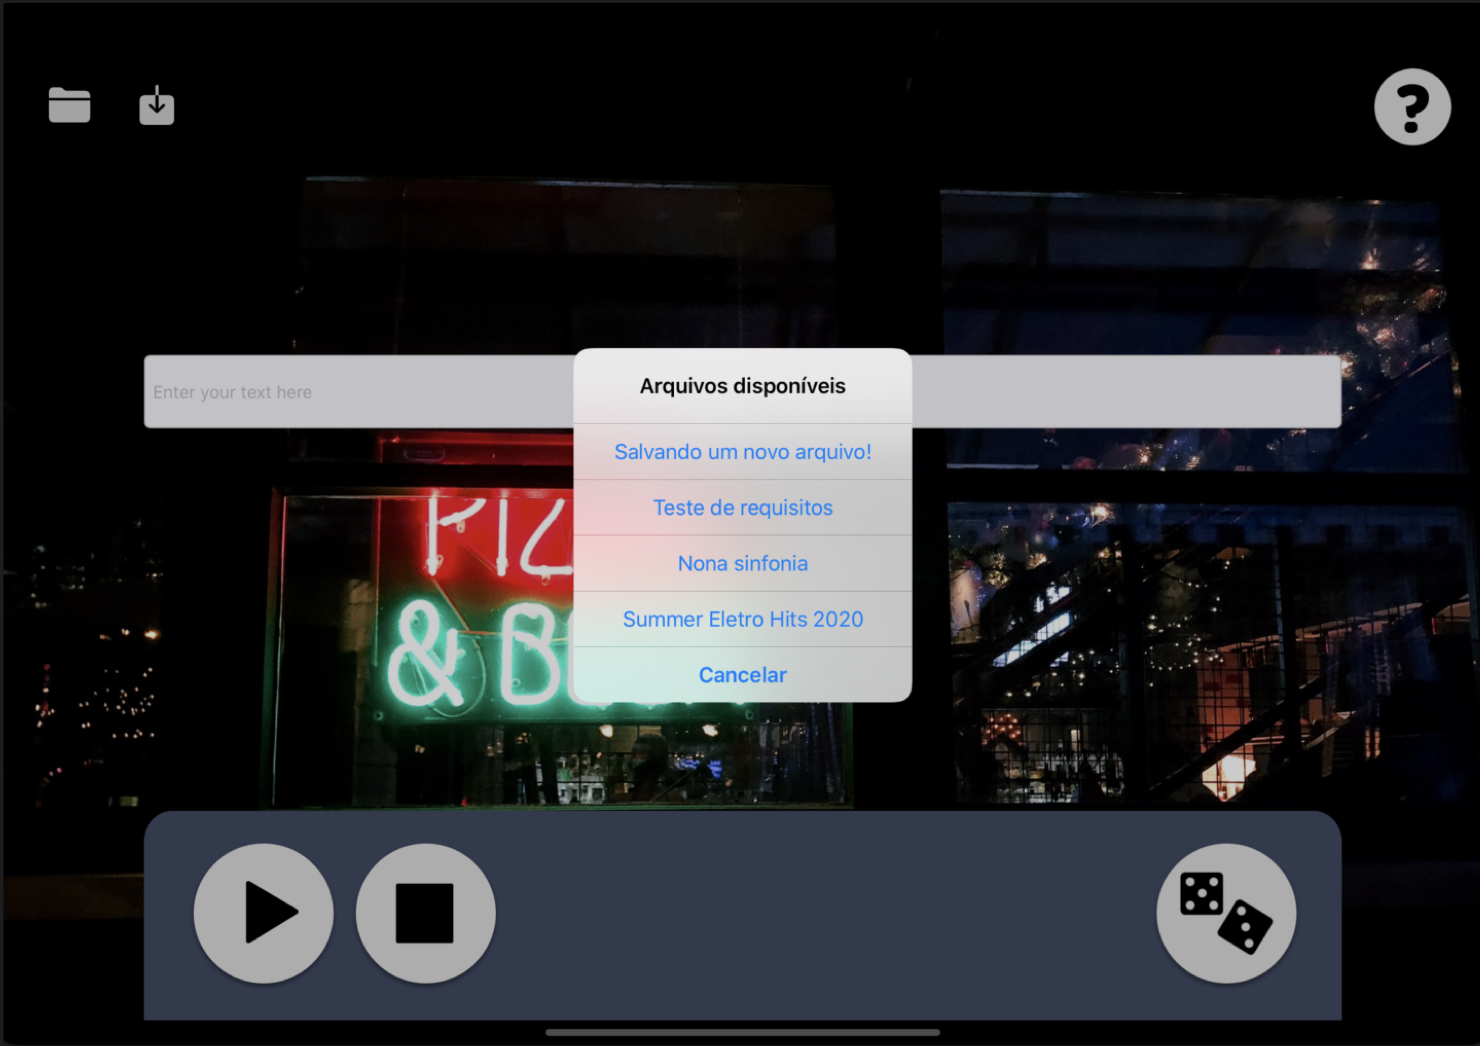 Enter your text here
Arquivos disponíveis
Salvando um novo arquivo!
Teste de requisitos
Nona sinfonia
Summer Eletro Hits 2020
Cancelar
PIZ
& B